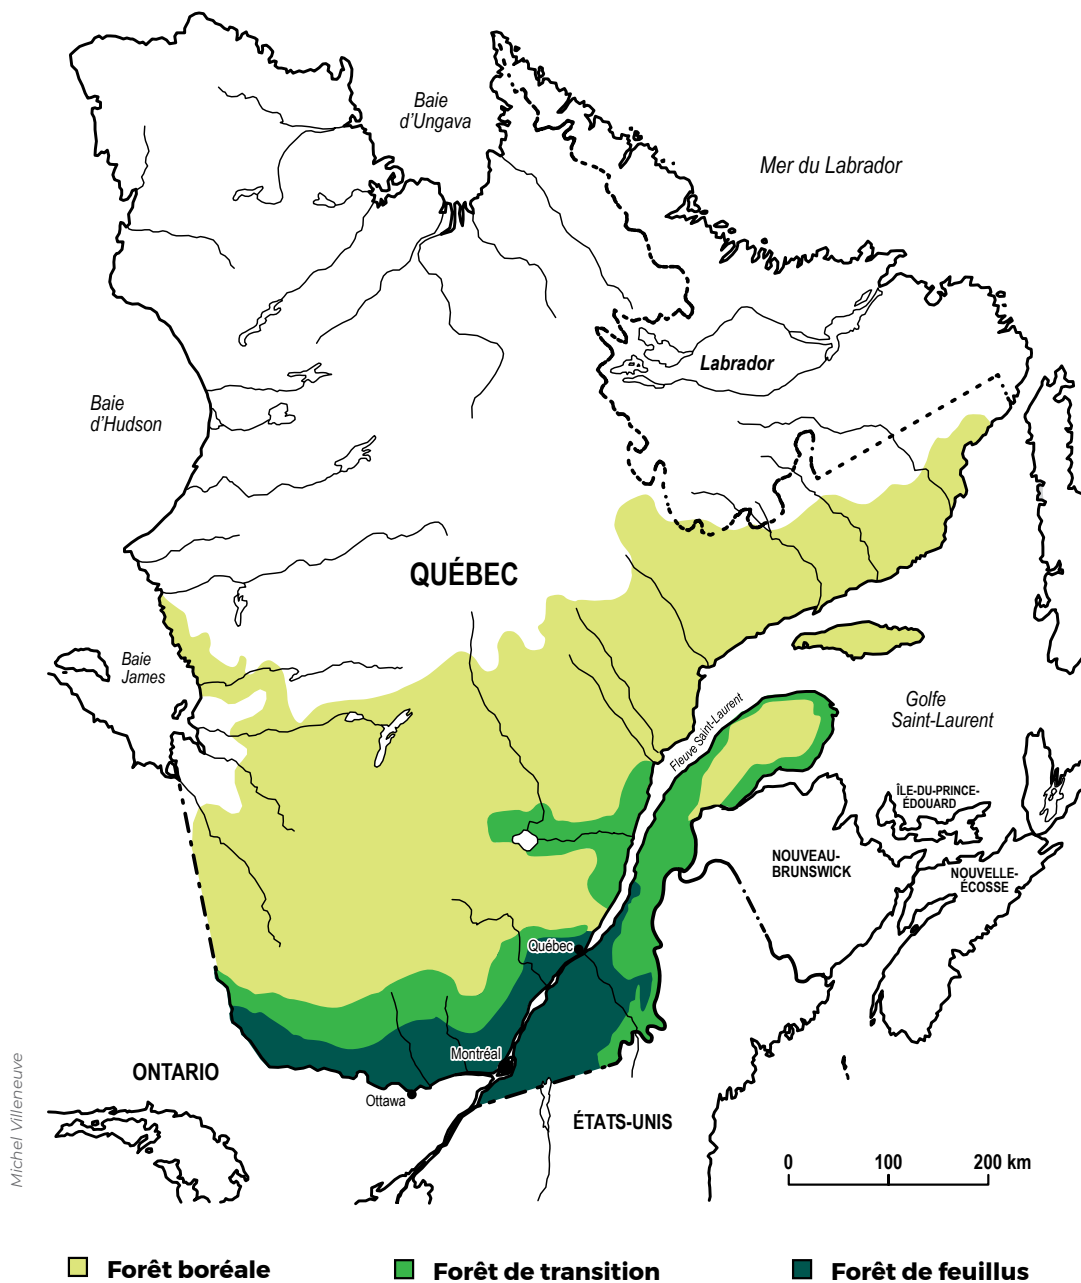 Baie
d'Ungava
Mer du Labrador
Labrador
Baie
d'Hudson
QUÉBEC
Baie
James
Fleuve Saint-Laurent
Golfe
Saint-Laurent
ÎLE-DU-PRINCE-
ÉDOUARD
NOUVEAU-
BRUNSWICK
NOUVELLE-
ÉCOSSE
Québec
Montréal
ONTARIO
Ottawa
ÉTATS-UNIS
Michel Villeneuve
0 100 200 km
Forêt boréale
Forêt de transition
Forêt de feuillus